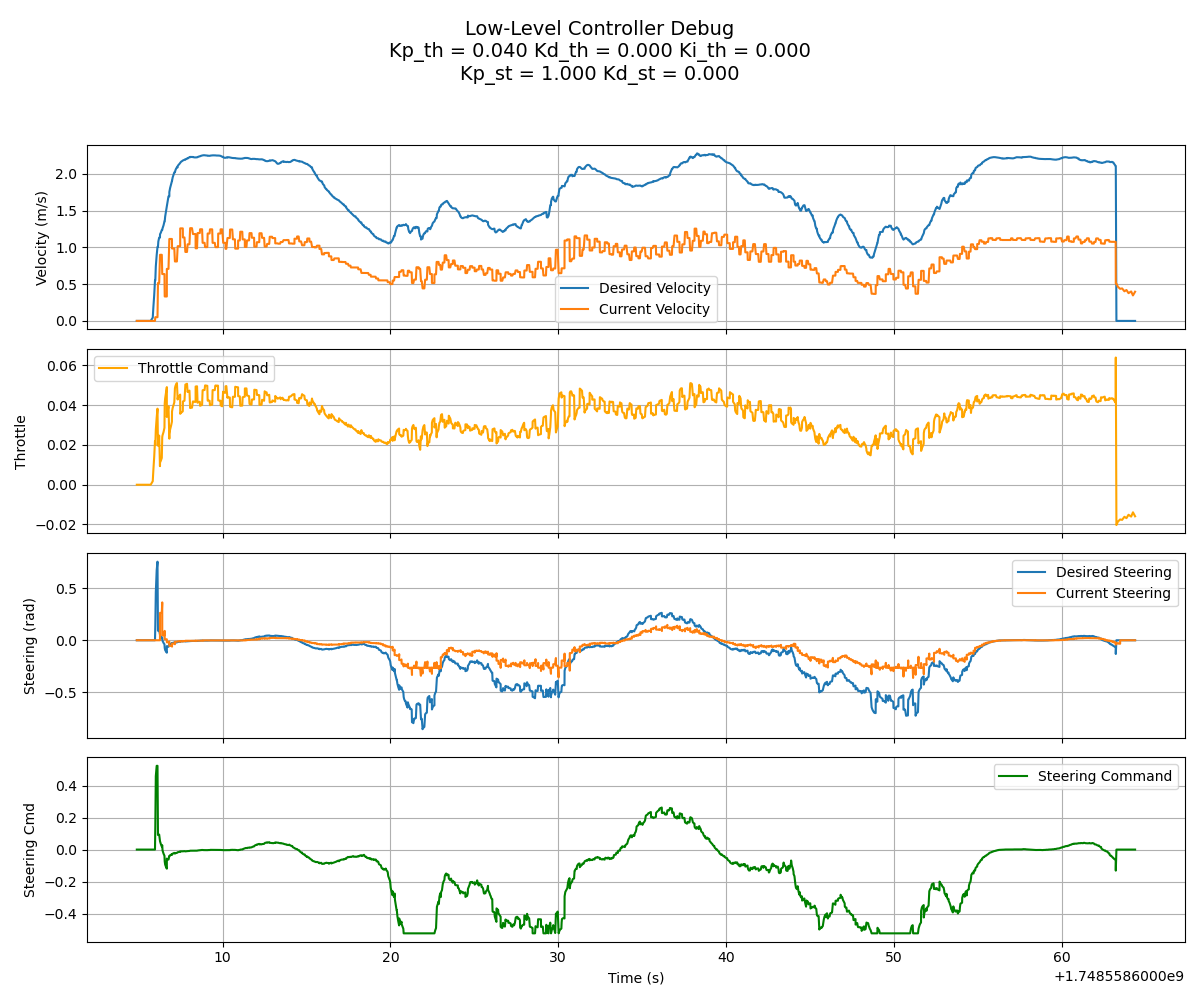 Low-Level Controller Debug
Kp_th = 0.040 Kd_th = 0.000 Ki_th = 0.000
Kp_st = 1.000 Kd_st = 0.000
Velocity (m/s)
2.0
1.5
1.0
0.5
0.0
Desired Velocity
Current Velocity
Throttle
0.06
0.04
0.02
0.00
−0.02
Throttle Command
Steering (rad)
0.5
0.0
−0.5
Desired Steering
Current Steering
Steering Cmd
0.4
0.2
0.0
−0.2
−0.4
Steering Command
10 20 30 40 50 60
Time (s)
+1.7485586000e9